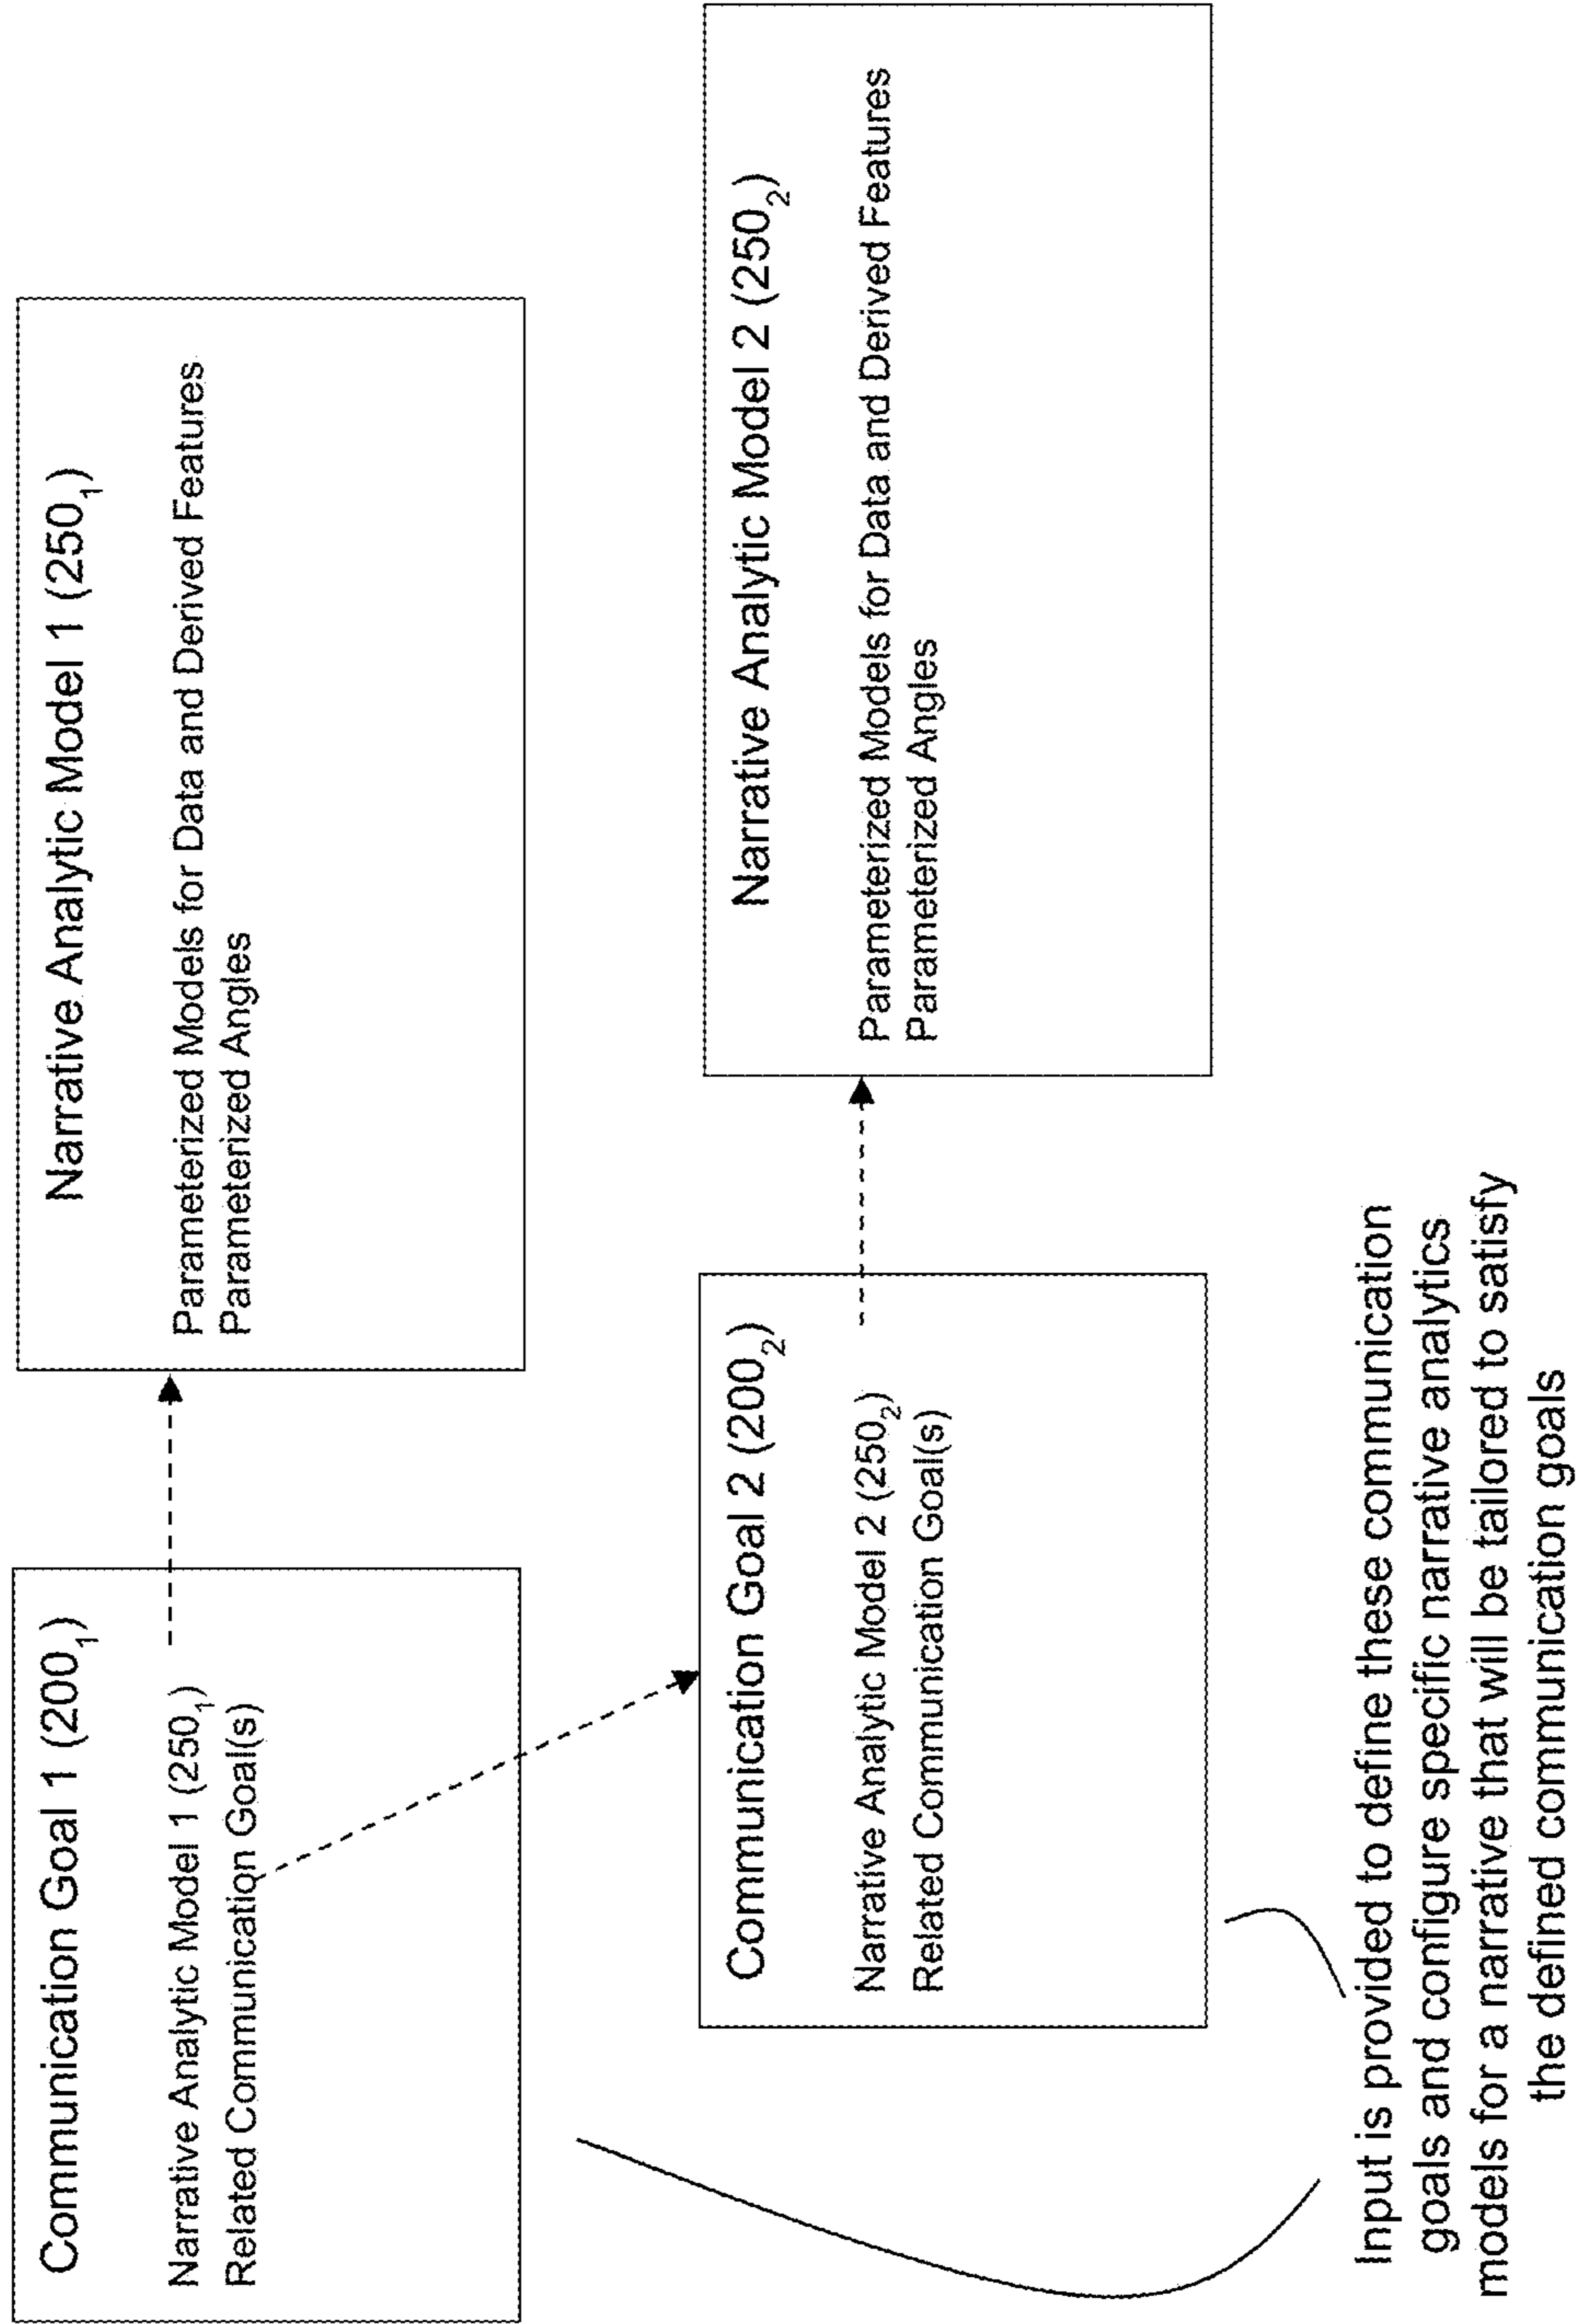 Communication Goal 1 (200₁)
Narrative Analytic Model 1 (250₁)
Related Communication Goal(s)
Narrative Analytic Model 1 (250₁)
Parameterized Models for Data and Derived Features
Parameterized Angles
Communication Goal 2 (200₂)
Narrative Analytic Model 2 (250₂)
Related Communication Goal(s)
Narrative Analytic Model 2 (250₂)
Parameterized Models for Data and Derived Features
Parameterized Angles
Input is provided to define these communication
goals and configure specific narrative analytics
models for a narrative that will be tailored to satisfy
the defined communication goals